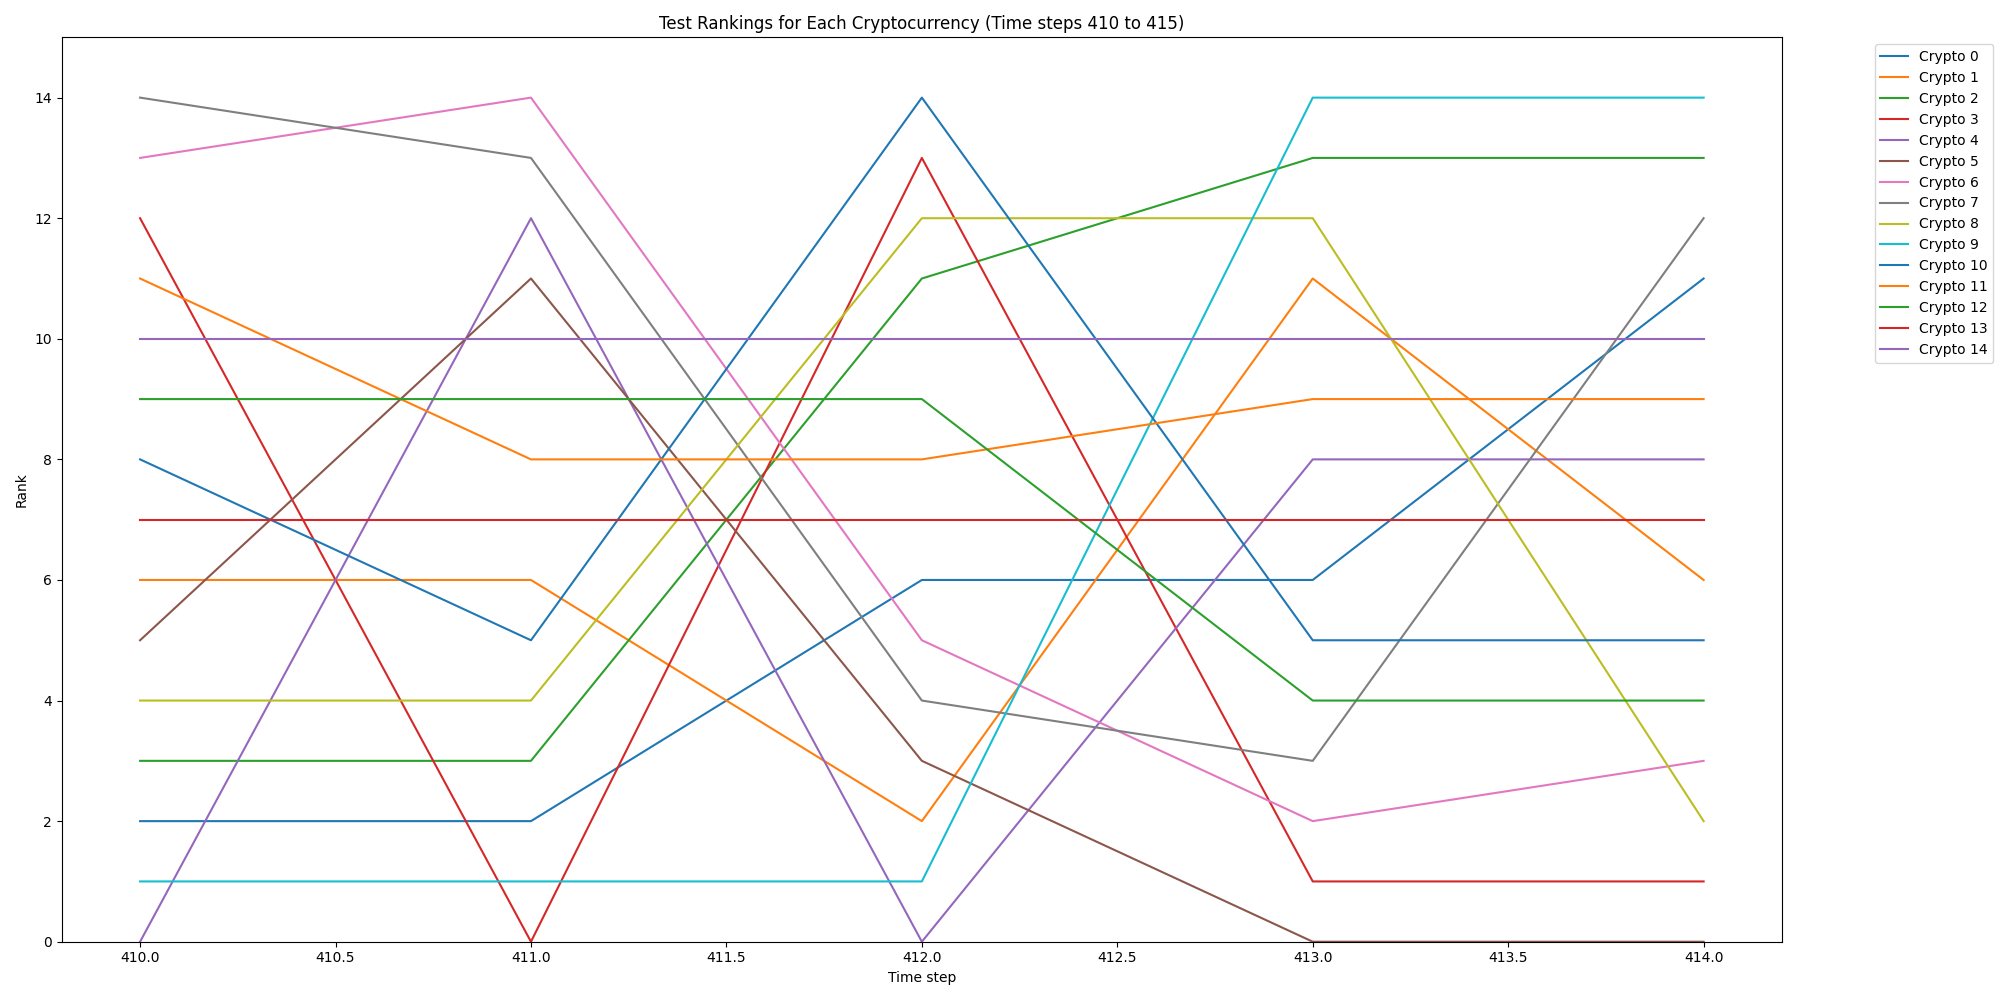 Test Rankings for Each Cryptocurrency (Time steps 410 to 415)
14
12
10
8
6
4
2
0
Rank
410.0
410.5
411.0
411.5
412.0
412.5
413.0
413.5
414.0
Time step
Crypto 0
Crypto 1
Crypto 2
Crypto 3
Crypto 4
Crypto 5
Crypto 6
Crypto 7
Crypto 8
Crypto 9
Crypto 10
Crypto 11
Crypto 12
Crypto 13
Crypto 14